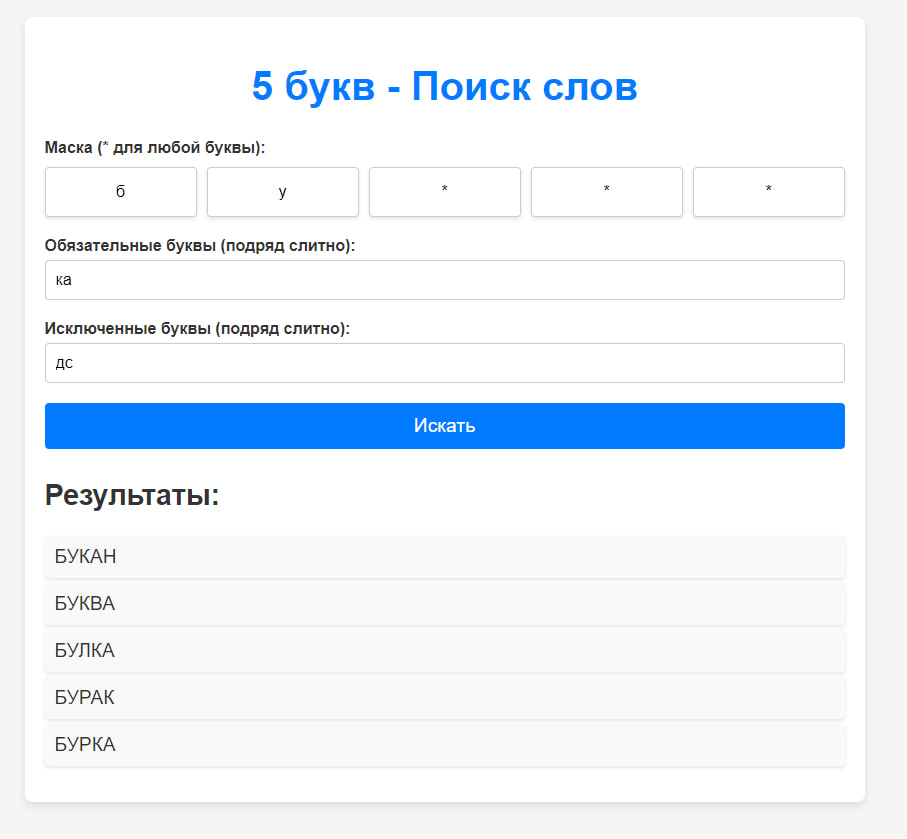 5 букв - Поиск слов
Маска (* для любой буквы):
б у * * *
Обязательные буквы (подряд слитно):
ка
Исключенные буквы (подряд слитно):
дс
Искать
Результаты:
БУКАН
БУКВА
БУЛКА
БУРАК
БУРКА